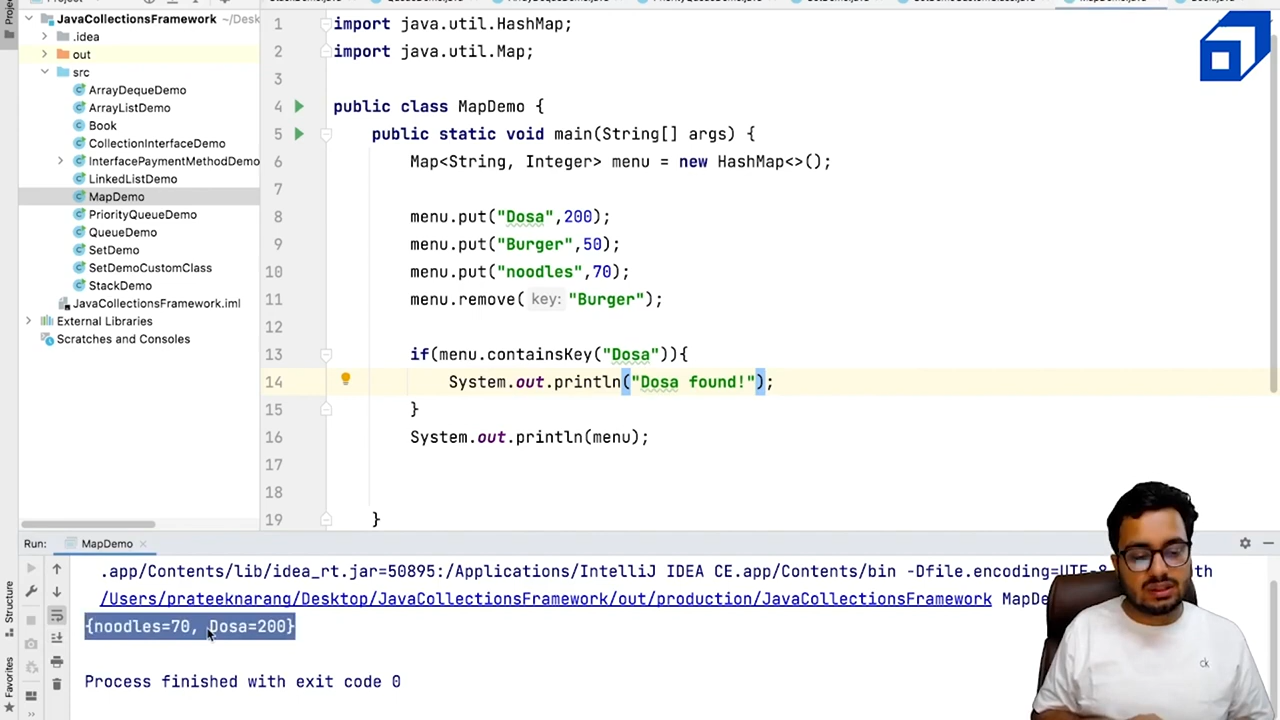 JavaCollectionsFramework ~/Desk
.idea
out
src
ArrayDequeDemo
ArrayListDemo
Book
CollectionInterfaceDemo
InterfacePaymentMethodDemo
LinkedListDemo
MapDemo
PriorityQueueDemo
QueueDemo
SetDemo
SetDemoCustomClass
StackDemo
JavaCollectionsFramework.iml
External Libraries
Scratches and Consoles
1 import java.util.HashMap;
2 import java.util.Map;
3
4 public class MapDemo {
5 public static void main(String[] args) {
6 Map<String, Integer> menu = new HashMap<>();
7
8 menu.put("Dosa",200);
9 menu.put("Burger",50);
10 menu.put("noodles",70);
11 menu.remove( key: "Burger");
12
13 if(menu.containsKey("Dosa")){
14 System.out.println("Dosa found!");
15 }
16 System.out.println(menu);
17
18
19 }
Run: MapDemo
.app/Contents/lib/idea_rt.jar=50895:/Applications/IntelliJ IDEA CE.app/Contents/bin -Dfile.encoding=UTF-8
/Users/prateeknarang/Desktop/JavaCollectionsFramework/out/production/JavaCollectionsFramework
{noodles=70, Dosa=200}
Process finished with exit code 0
Structure
Favorites
ck